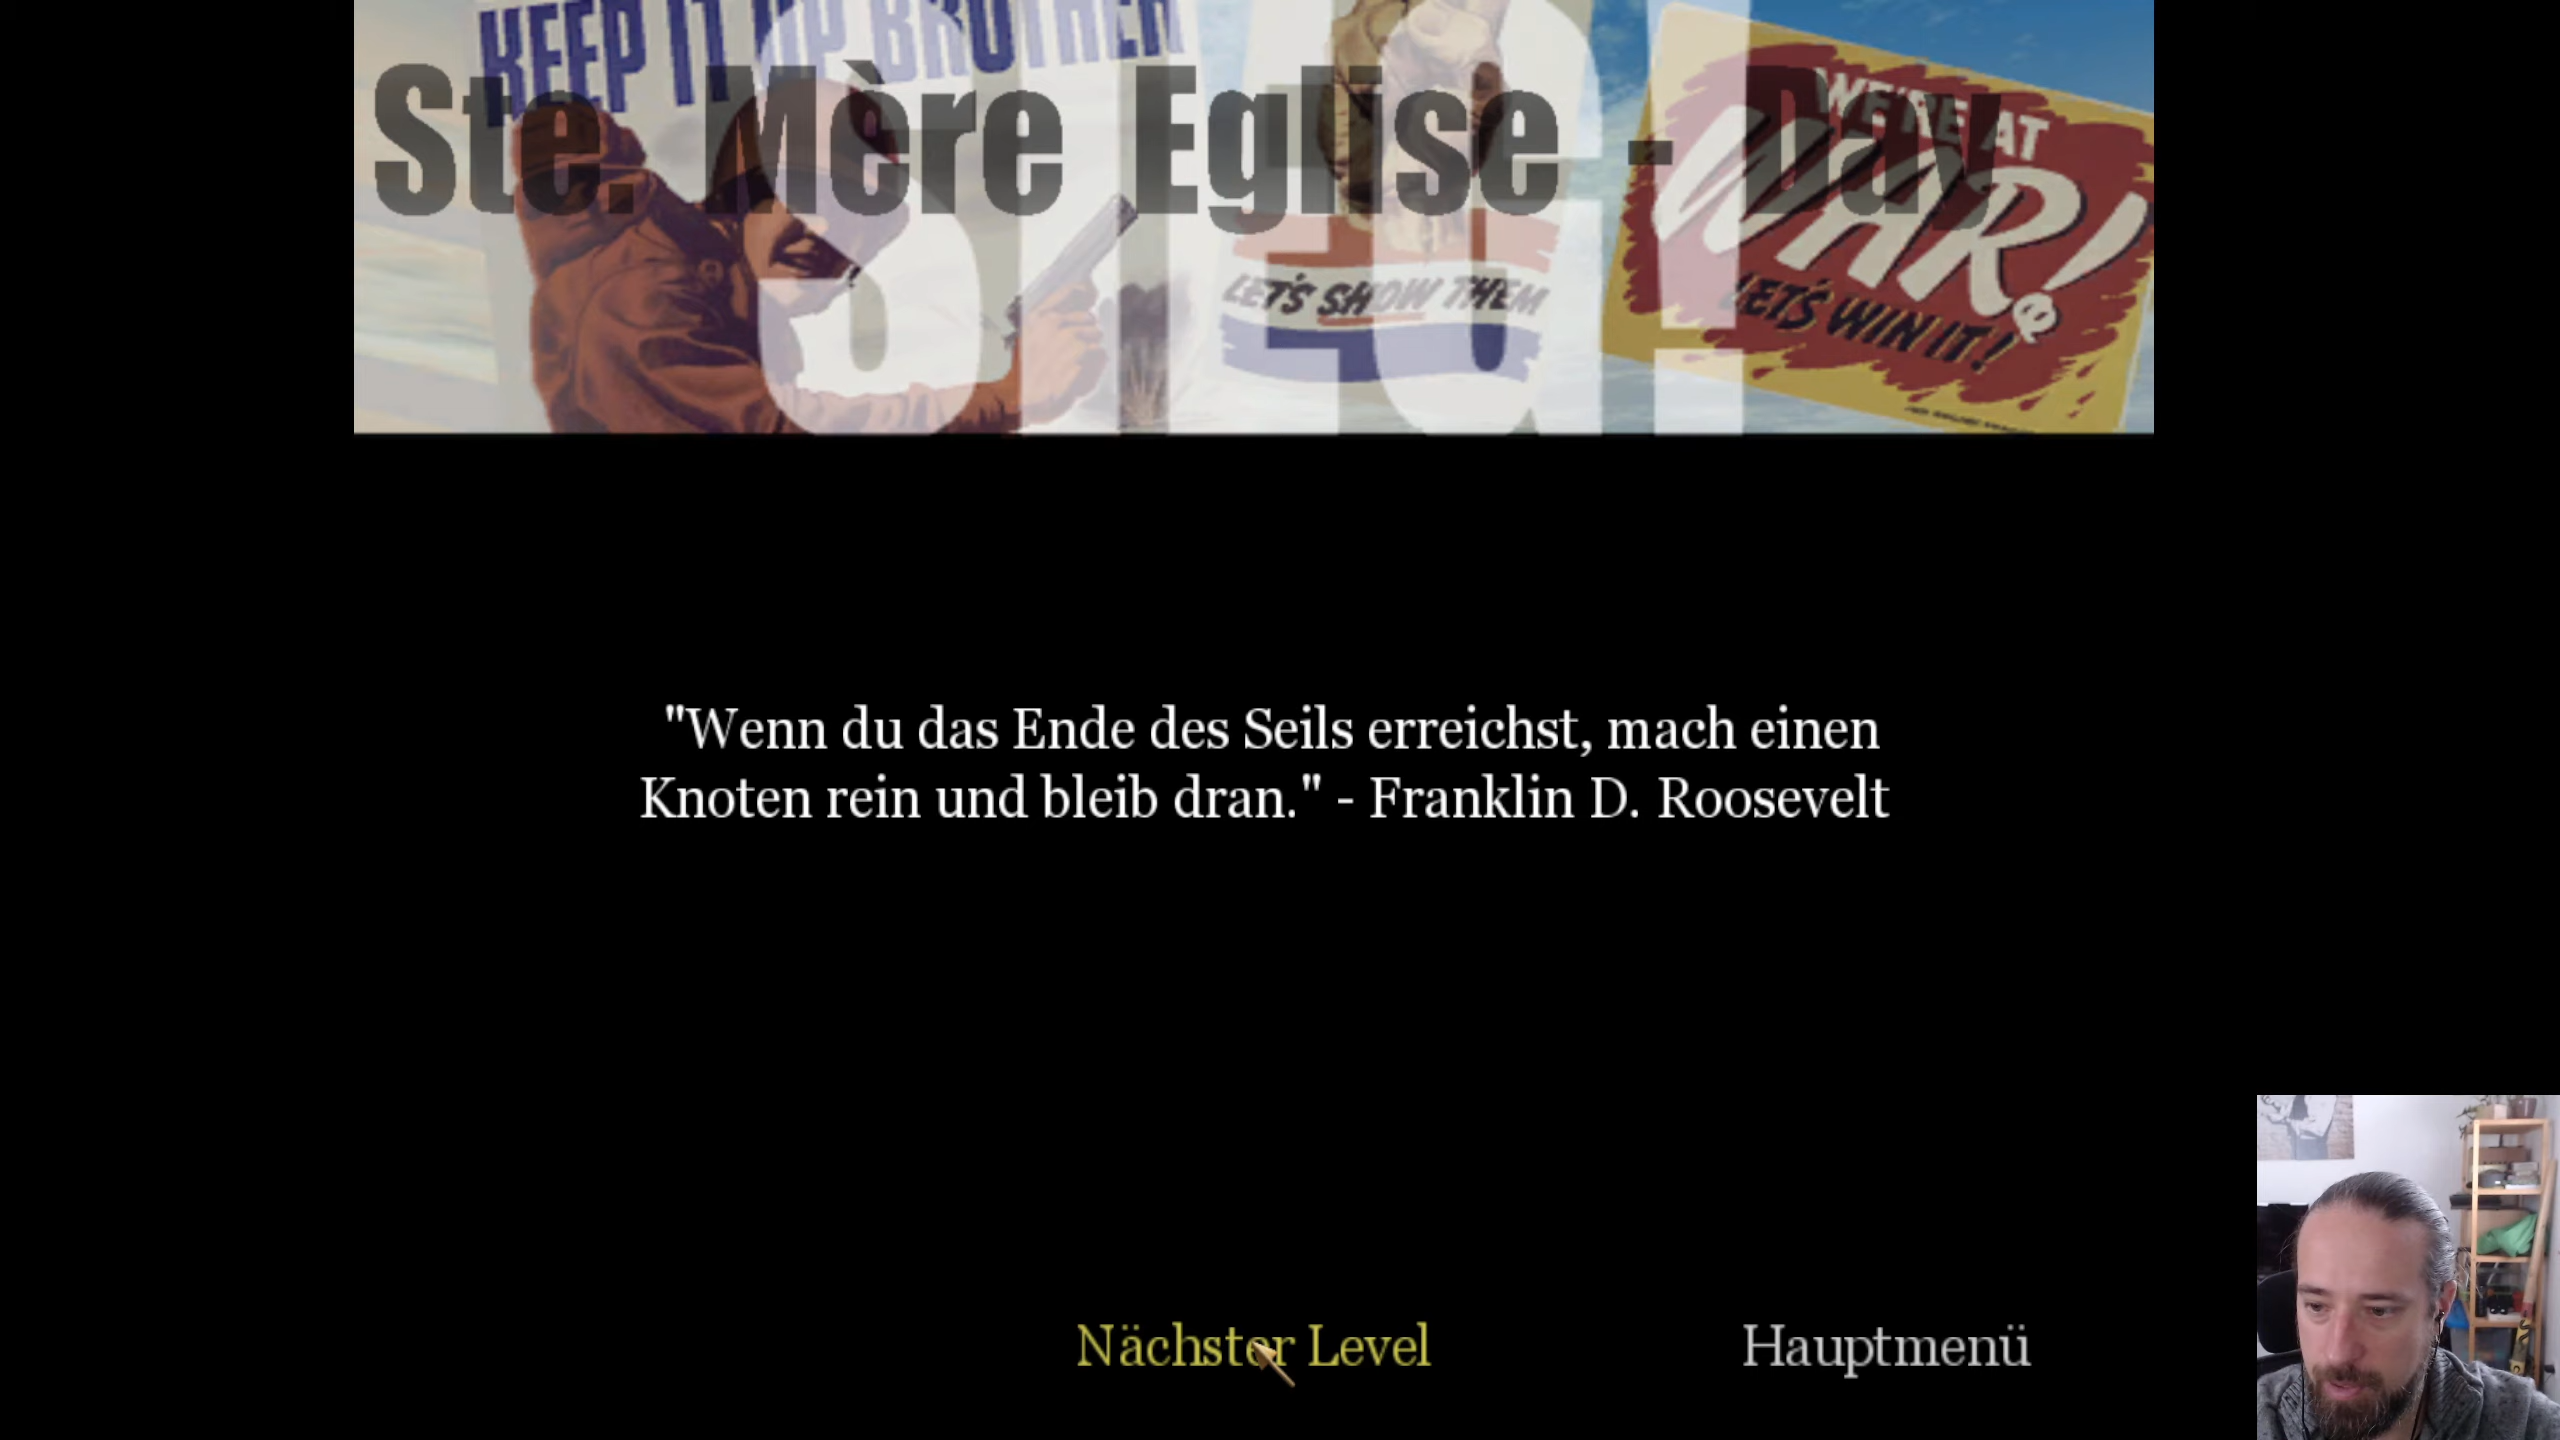 KEEP IT UP BROTHER
SIEG!
Ste. Mère Eglise - Day
WE'RE AT
WAR!
LET'S SHOW THEM
LET'S WIN IT!
"Wenn du das Ende des Seils erreichst, mach einen
Knoten rein und bleib dran." - Franklin D. Roosevelt
Nächster Level
Hauptmenü